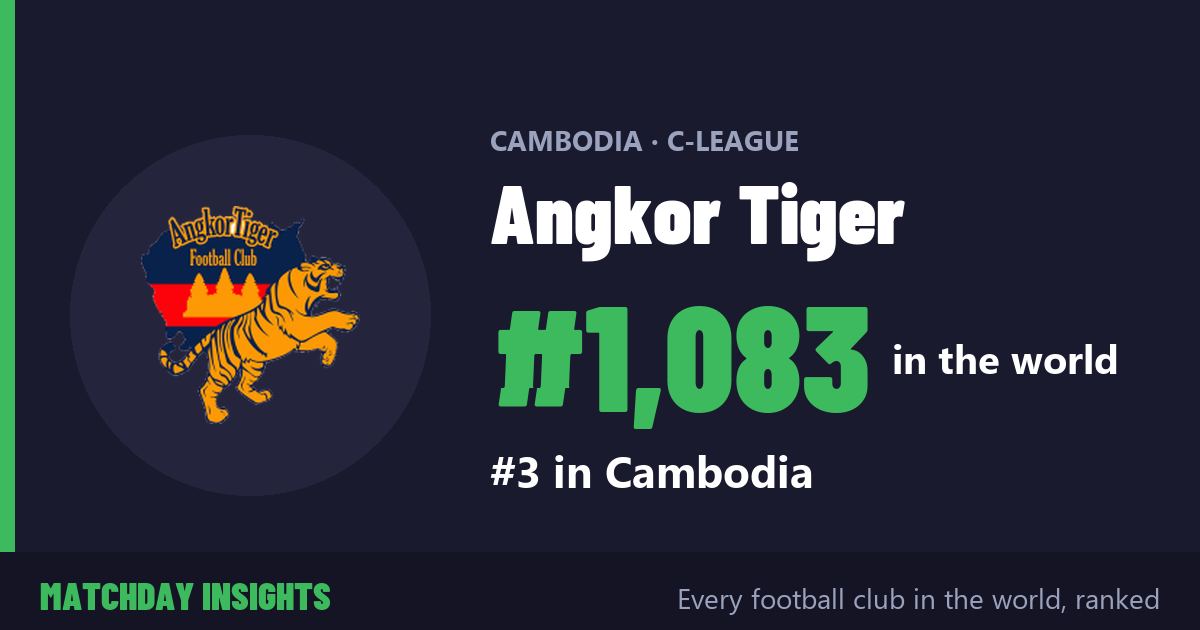 CAMBODIA · C-LEAGUE
Angkor Tiger
AngkorTiger
Football Club
#1,083 in the world
#3 in Cambodia
MATCHDAY INSIGHTS
Every football club in the world, ranked